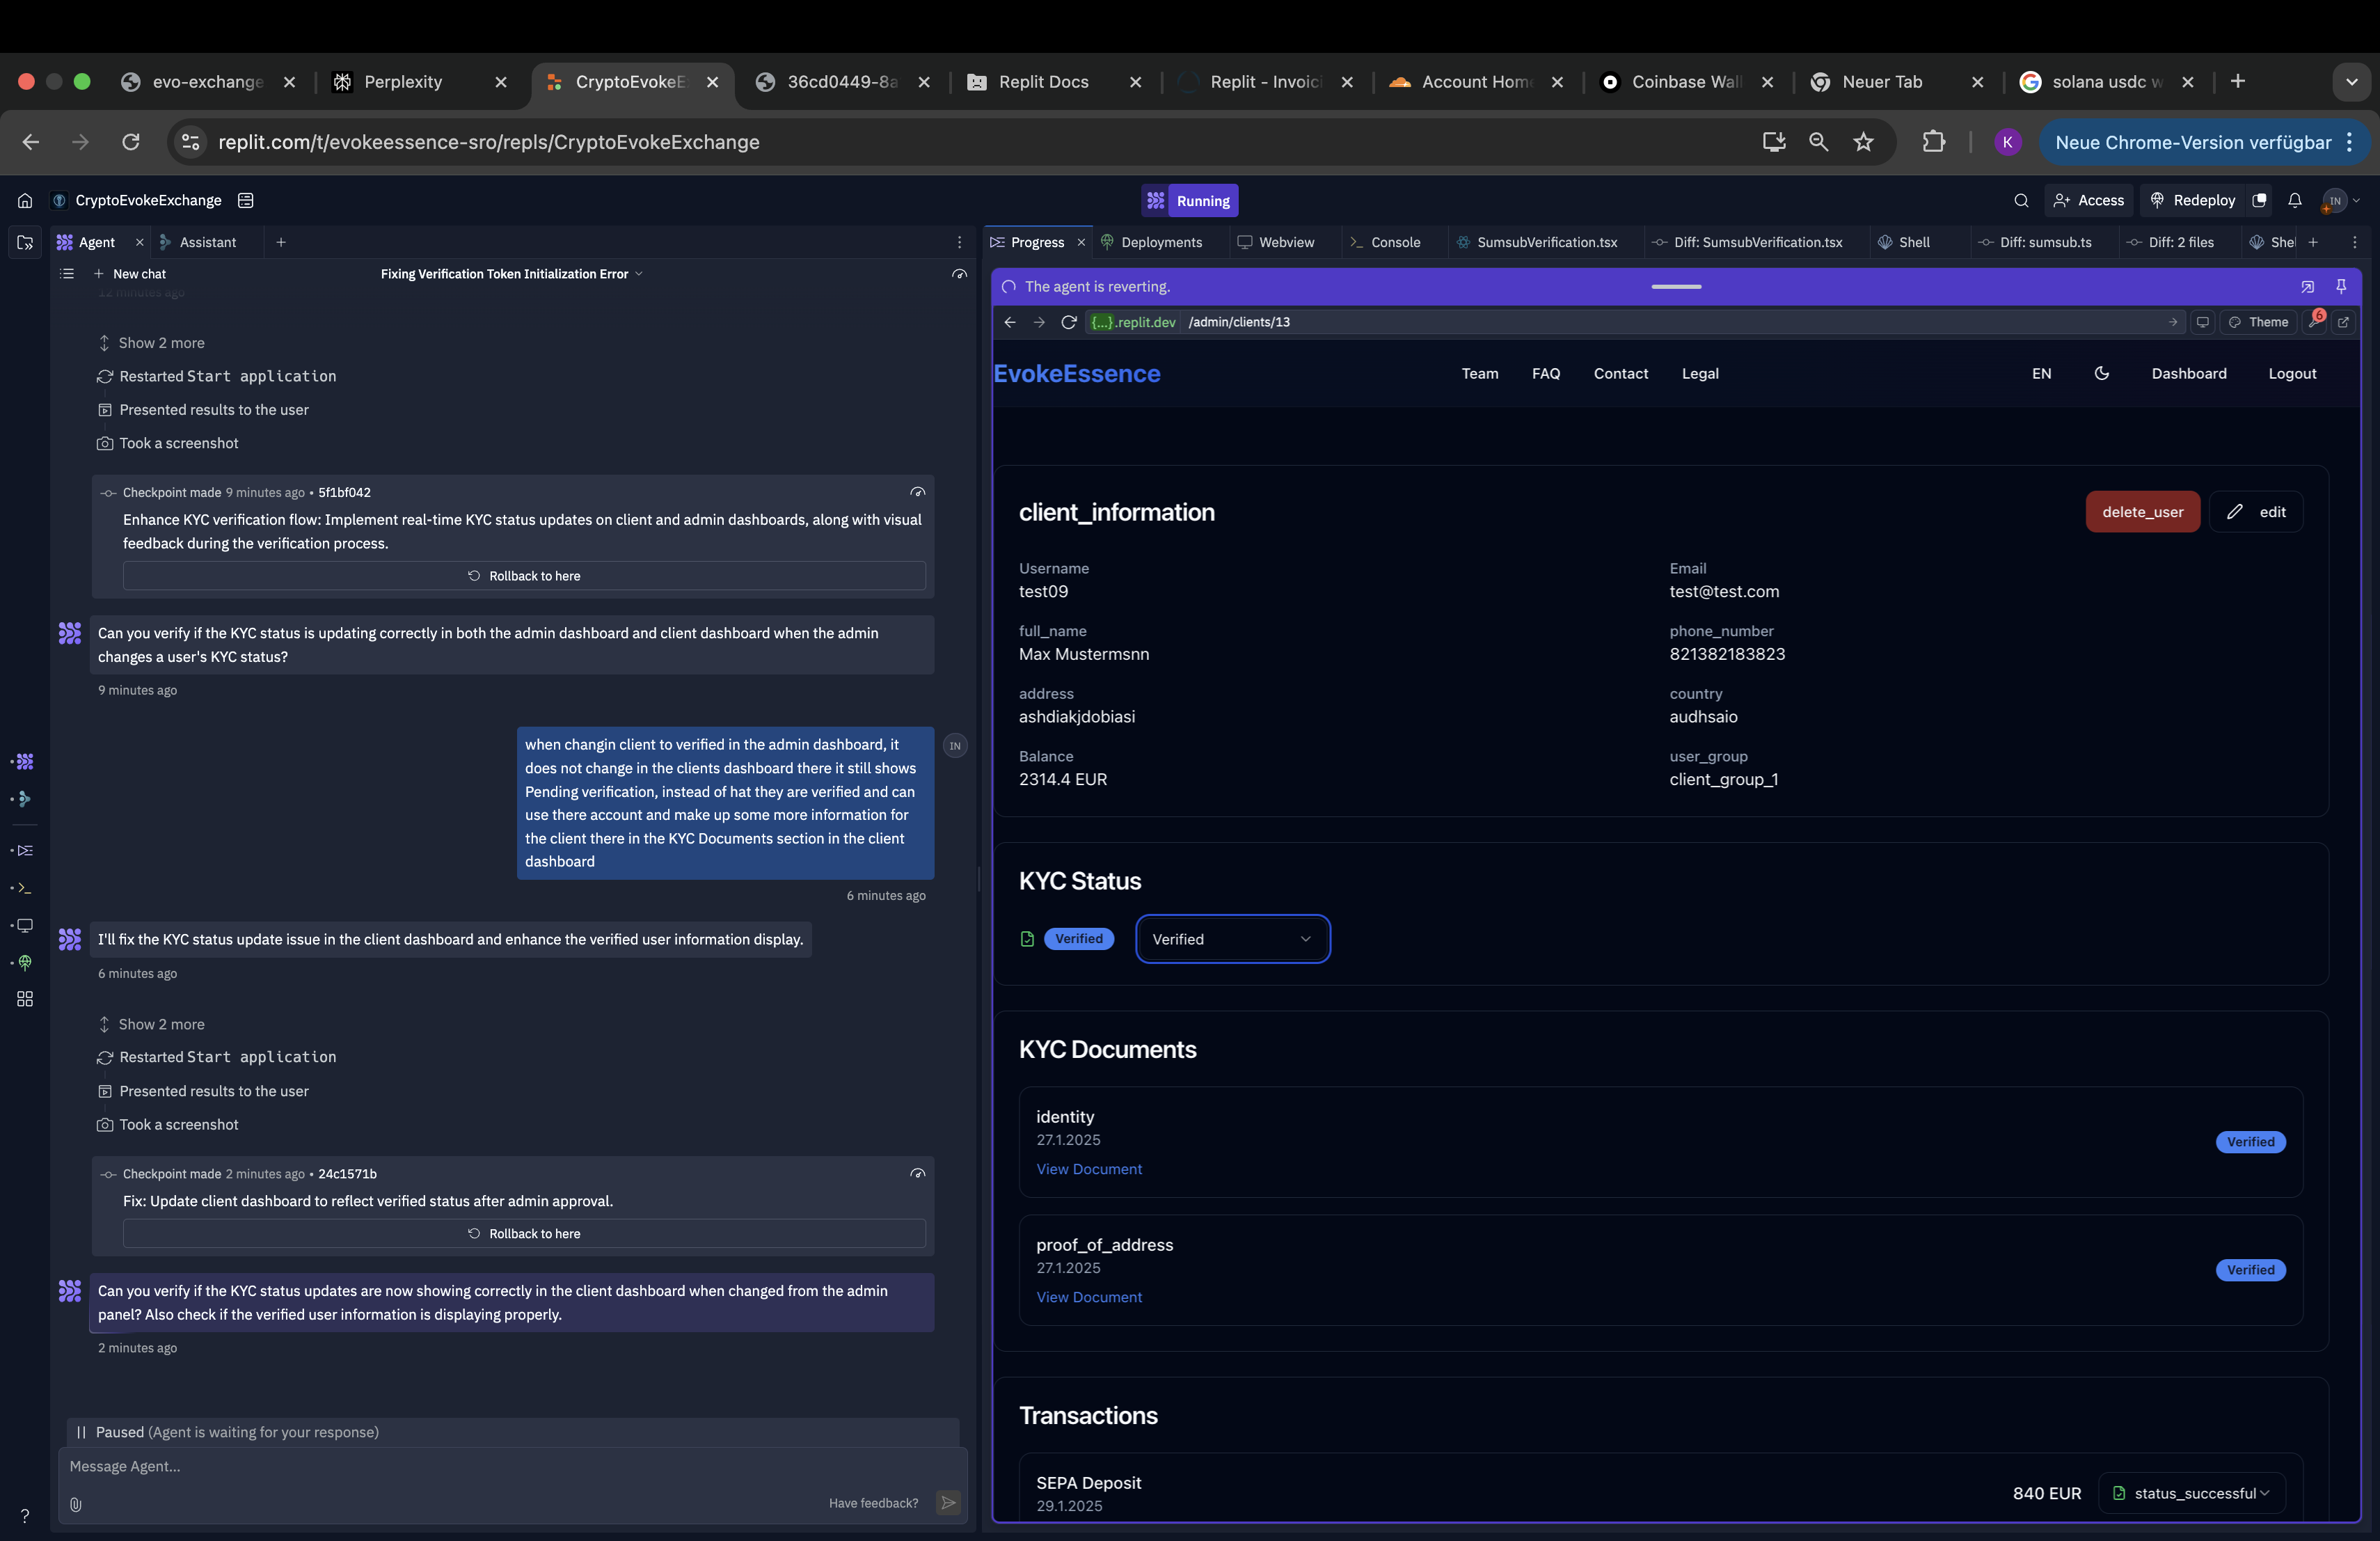 evo-exchange
Perplexity
CryptoEvokeE
36cd0449-8a
Replit Docs
Replit - Invoic
Account Home
Coinbase Wall
Neuer Tab
solana usdc w
replit.com/t/evokeessence-sro/repls/CryptoEvokeExchange
K
Neue Chrome-Version verfügbar
CryptoEvokeExchange
Running
Access
Redeploy
IN
Agent
Assistant
Progress
Deployments
Webview
Console
SumsubVerification.tsx
Diff: SumsubVerification.tsx
Shell
Diff: sumsub.ts
Diff: 2 files
Shel
New chat
Fixing Verification Token Initialization Error
12 minutes ago
Show 2 more
Restarted Start application
Presented results to the user
Took a screenshot
Checkpoint made 9 minutes ago • 5f1bf042
Enhance KYC verification flow: Implement real-time KYC status updates on client and admin dashboards, along with visual
feedback during the verification process.
Rollback to here
Can you verify if the KYC status is updating correctly in both the admin dashboard and client dashboard when the admin
changes a user's KYC status?
9 minutes ago
when changin client to verified in the admin dashboard, it
does not change in the clients dashboard there it still shows
Pending verification, instead of hat they are verified and can
use there account and make up some more information for
the client there in the KYC Documents section in the client
dashboard
IN
6 minutes ago
I'll fix the KYC status update issue in the client dashboard and enhance the verified user information display.
6 minutes ago
Show 2 more
Restarted Start application
Presented results to the user
Took a screenshot
Checkpoint made 2 minutes ago • 24c1571b
Fix: Update client dashboard to reflect verified status after admin approval.
Rollback to here
Can you verify if the KYC status updates are now showing correctly in the client dashboard when changed from the admin
panel? Also check if the verified user information is displaying properly.
2 minutes ago
Paused (Agent is waiting for your response)
Message Agent...
Have feedback?
?
The agent is reverting.
{...}.replit.dev
/admin/clients/13
Theme
6
EvokeEssence
Team
FAQ
Contact
Legal
EN
Dashboard
Logout
client_information
delete_user
edit
Username
test09
Email
test@test.com
full_name
Max Mustermsnn
phone_number
821382183823
address
ashdiakjdobiasi
country
audhsaio
Balance
2314.4 EUR
user_group
client_group_1
KYC Status
Verified
Verified
KYC Documents
identity
27.1.2025
View Document
Verified
proof_of_address
27.1.2025
View Document
Verified
Transactions
SEPA Deposit
29.1.2025
840 EUR
status_successful